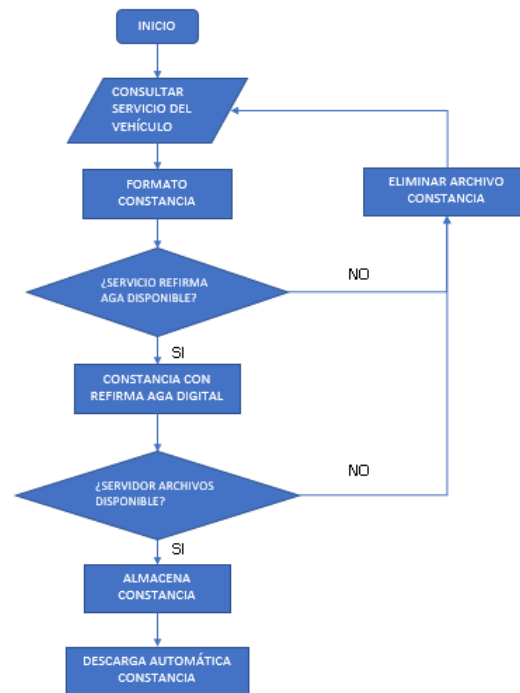 INICIO
CONSULTAR
SERVICIO DEL
VEHÍCULO
FORMATO
CONSTANCIA
ELIMINAR ARCHIVO
CONSTANCIA
¿SERVICIO REFIRMA
AGA DISPONIBLE?
NO
SI
CONSTANCIA CON
REFIRMA AGA DIGITAL
¿SERVIDOR ARCHIVOS
DISPONIBLE?
NO
SI
ALMACENA
CONSTANCIA
DESCARGA AUTOMÁTICA
CONSTANCIA